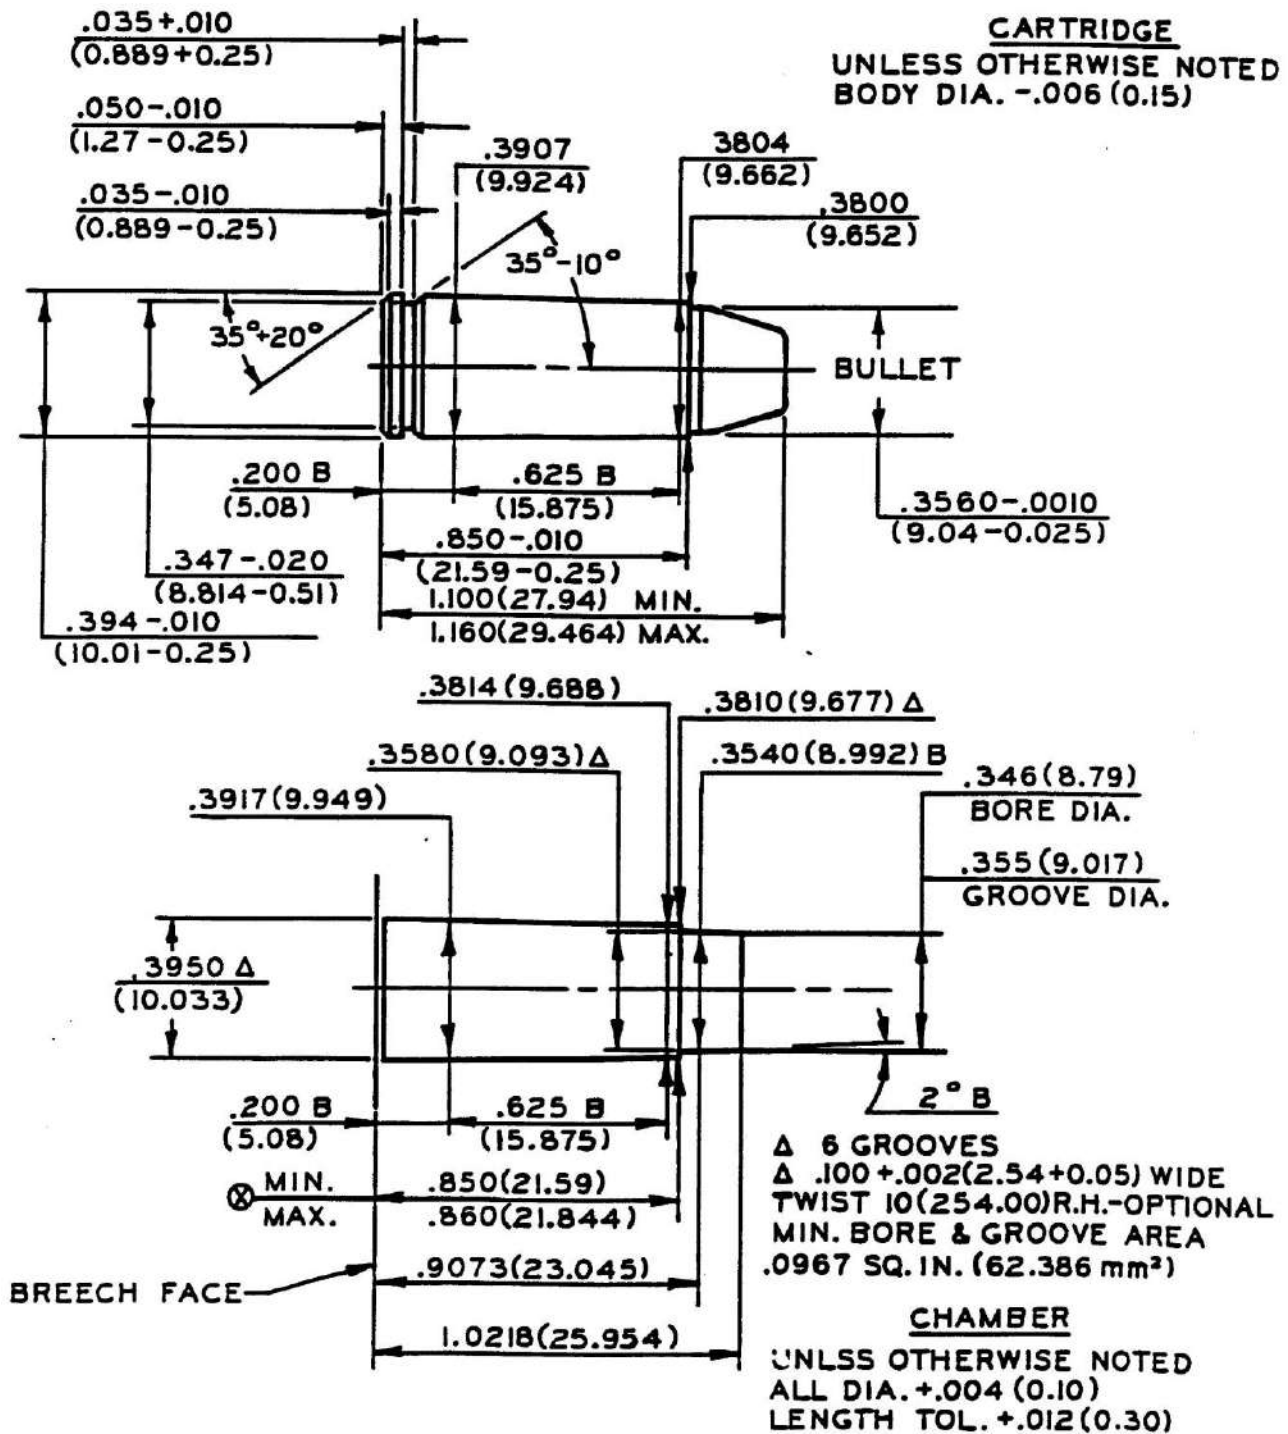 .035+.010
(0.889+0.25)
CARTRIDGE
UNLESS OTHERWISE NOTED
BODY DIA. -.006 (0.15)
.050-.010
(1.27-0.25)
.3907
(9.924)
3804
(9.662)
.035-.010
(0.889-0.25)
.3800
(9.652)
35°-10°
35°+20°
BULLET
.200 B
(5.08)
.625 B
(15.875)
.3560-.0010
(9.04-0.025)
.850-.010
(21.59-0.25)
.347-.020
(8.814-0.51)
1.100(27.94) MIN.
1.160(29.464) MAX.
.394-.010
(10.01-0.25)
.3814(9.688)
.3810(9.677) Δ
.3580(9.093) Δ
.3540(8.992) B
.346(8.79)
BORE DIA.
.3917(9.949)
.355(9.017)
GROOVE DIA.
.3950 Δ
(10.033)
2° B
.200 B
(5.08)
.625 B
(15.875)
Δ 6 GROOVES
Δ .100+.002(2.54+0.05) WIDE
TWIST 10(254.00)R.H.-OPTIONAL
MIN. BORE & GROOVE AREA
.0967 SQ. IN. (62.386 mm²)
⊗ MIN. .850(21.59)
MAX. .860(21.844)
.9073(23.045)
BREECH FACE
1.0218(25.954)
CHAMBER
UNLSS OTHERWISE NOTED
ALL DIA. +.004 (0.10)
LENGTH TOL. +.012(0.30)